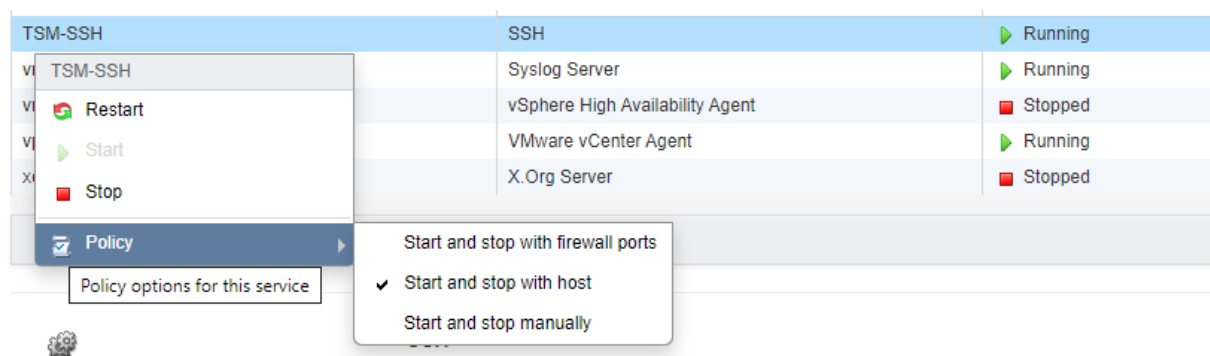 TSM-SSH SSH Running
TSM-SSH
Syslog Server Running
Restart
vSphere High Availability Agent Stopped
Start
VMware vCenter Agent Running
X.Org Server Stopped
Stop
Policy
Start and stop with firewall ports
Policy options for this service
Start and stop with host
Start and stop manually